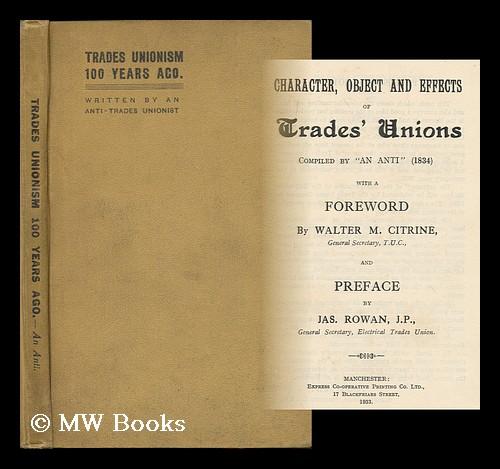 TRADES UNIONISM
100 YEARS AGO.
WRITTEN BY AN
ANTI-TRADES UNIONIST
TRADES UNIONISM 100 YEARS AGO.—An Anti.
CHARACTER, OBJECT AND EFFECTS
OF
Trades' Unions
COMPILED BY "AN ANTI" (1834)
WITH A
FOREWORD
By WALTER M. CITRINE,
General Secretary, T.U.C.,
AND
PREFACE
BY
JAS. ROWAN, J.P.,
General Secretary, Electrical Trades Union.
MANCHESTER:
EXPRESS CO-OPERATIVE PRINTING CO. LTD.,
17 BLACKFRIARS STREET,
1933.
© MW Books